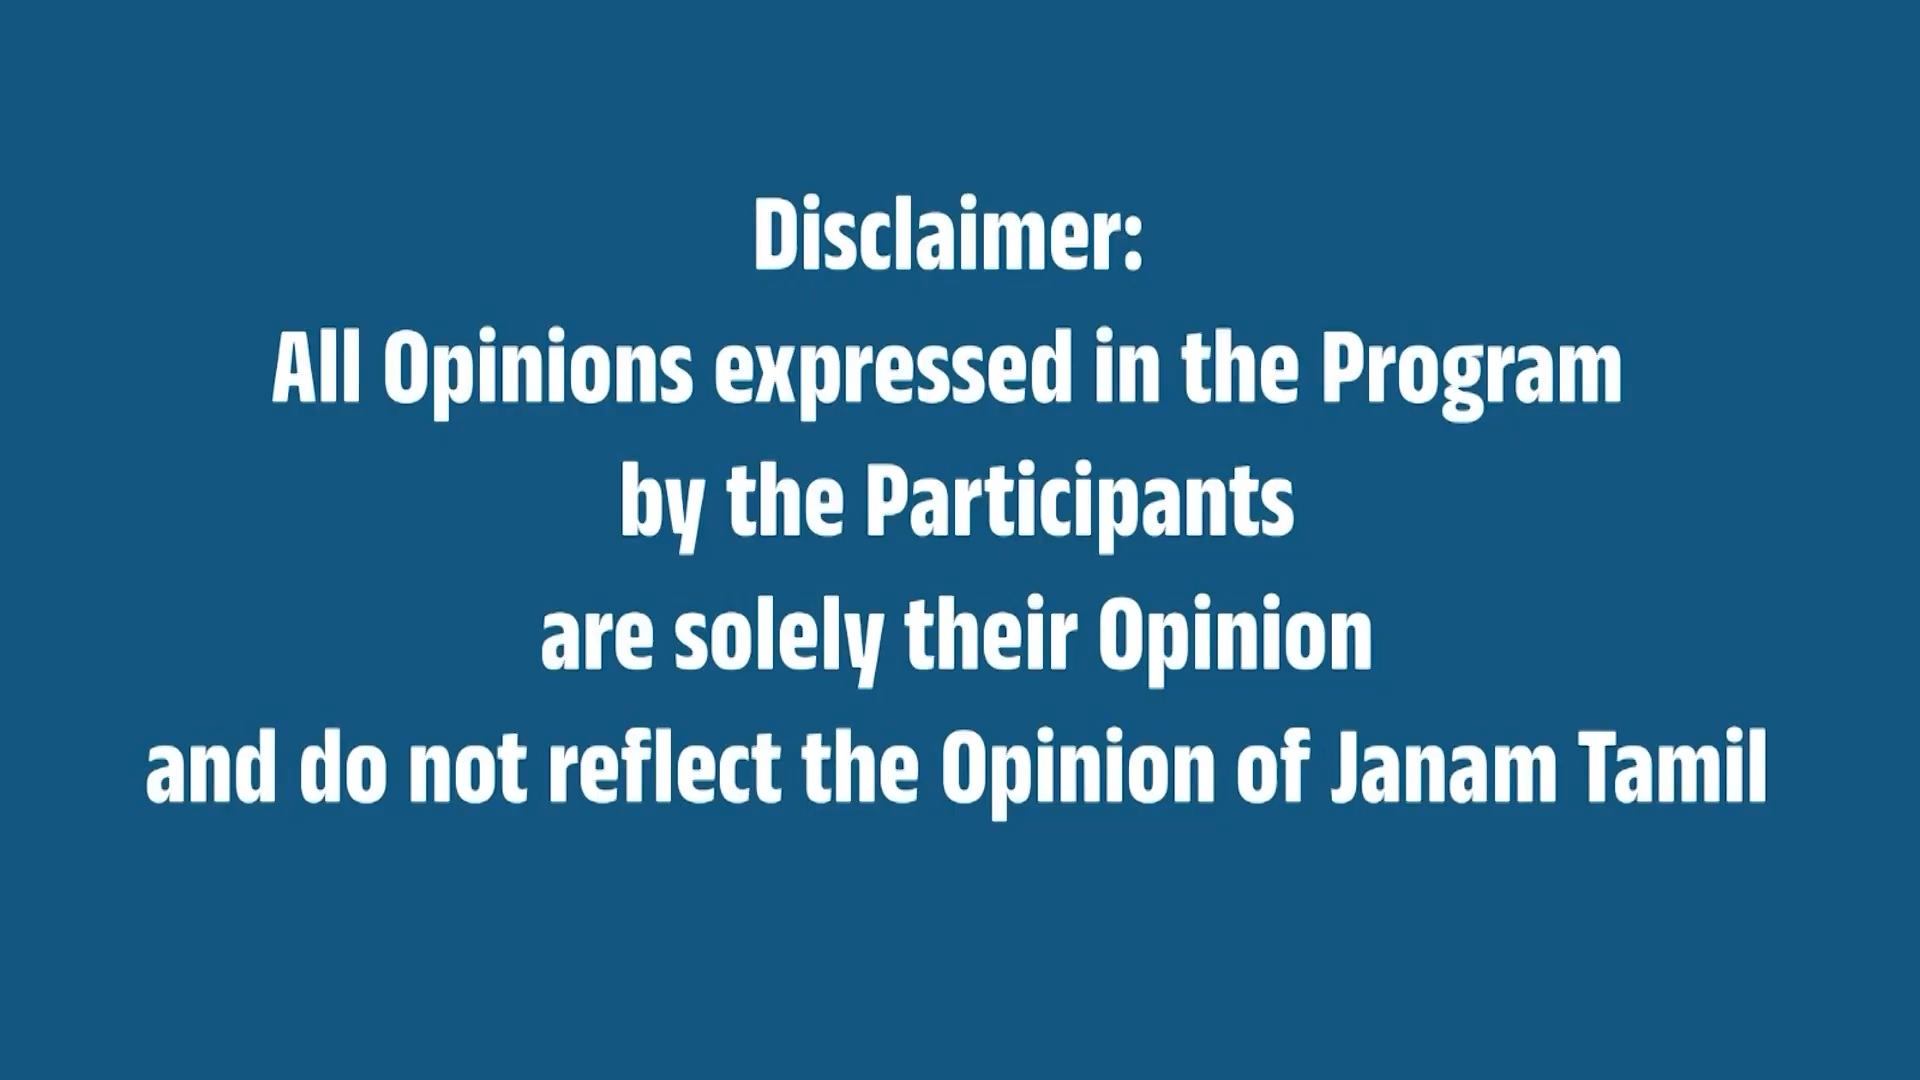 Disclaimer:
All Opinions expressed in the Program
by the Participants
are solely their Opinion
and do not reflect the Opinion of Janam Tamil